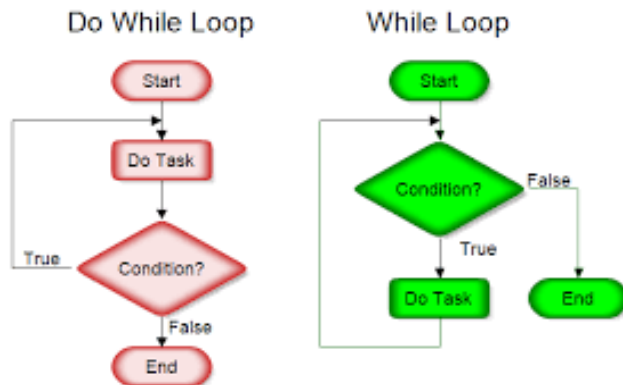 Do While Loop
Start
Do Task
Condition?
True
False
End
While Loop
Start
Condition?
False
True
Do Task
End